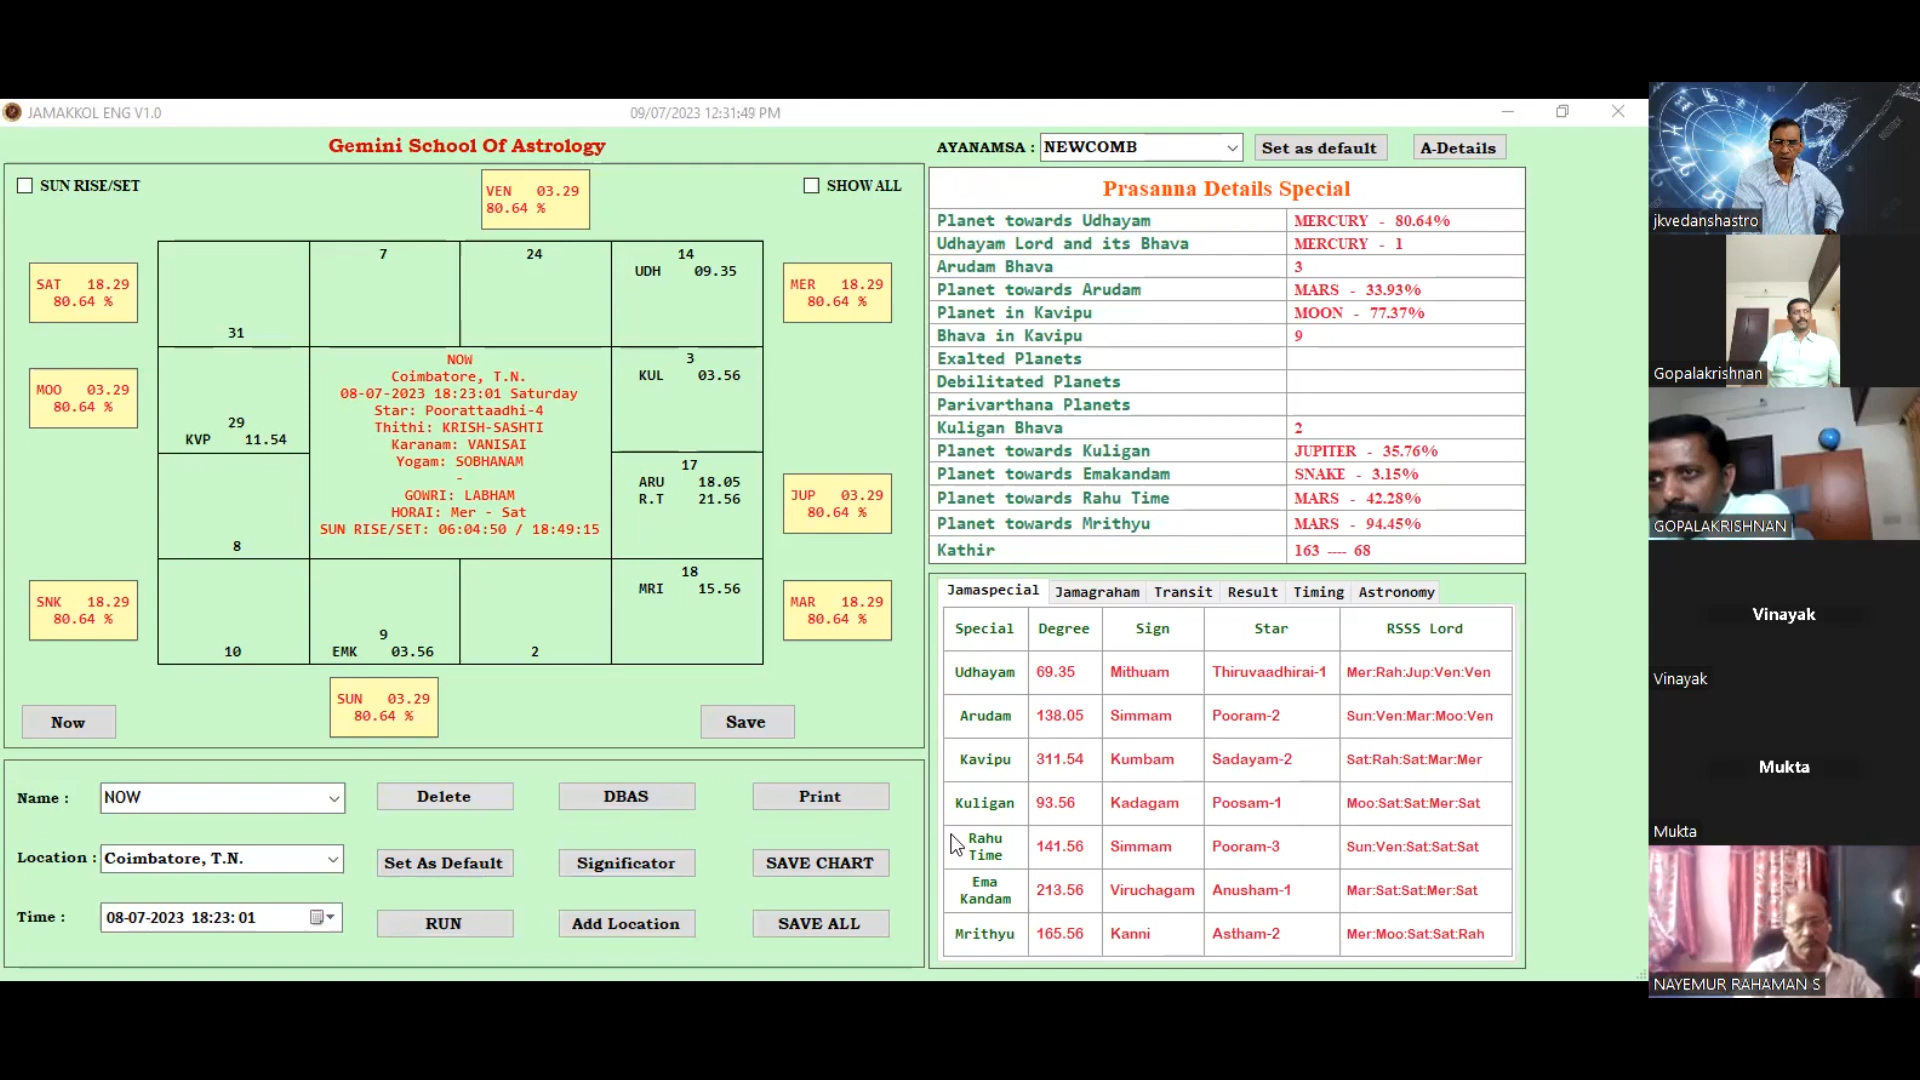 JAMAKKOL ENG V1.0
09/07/2023 12:31:49 PM
Gemini School Of Astrology
SUN RISE/SET
SHOW ALL
VEN 03.29
80.64 %
SAT 18.29
80.64 %
MER 18.29
80.64 %
MOO 03.29
80.64 %
JUP 03.29
80.64 %
SNK 18.29
80.64 %
MAR 18.29
80.64 %
SUN 03.29
80.64 %
31
7
24
14
UDH 09.35
29
KVP 11.54
3
KUL 03.56
8
17
ARU 18.05
R.T 21.56
10
9
EMK 03.56
2
18
MRI 15.56
NOW
Coimbatore, T.N.
08-07-2023 18:23:01 Saturday
Star: Poorattaadhi-4
Thithi: KRISH-SASHTI
Karanam: VANISAI
Yogam: SOBHANAM
-
GOWRI: LABHAM
HORAI: Mer - Sat
SUN RISE/SET: 06:04:50 / 18:49:15
Now
Save
Name : NOW
Delete
DBAS
Print
Location : Coimbatore, T.N.
Set As Default
Significator
SAVE CHART
Time : 08-07-2023 18:23: 01
RUN
Add Location
SAVE ALL
AYANAMSA : NEWCOMB
Set as default
A-Details
Prasanna Details Special
Planet towards Udhayam MERCURY - 80.64%
Udhayam Lord and its Bhava MERCURY - 1
Arudam Bhava 3
Planet towards Arudam MARS - 33.93%
Planet in Kavipu MOON - 77.37%
Bhava in Kavipu 9
Exalted Planets
Debilitated Planets
Parivarthana Planets
Kuligan Bhava 2
Planet towards Kuligan JUPITER - 35.76%
Planet towards Emakandam SNAKE - 3.15%
Planet towards Rahu Time MARS - 42.28%
Planet towards Mrithyu MARS - 94.45%
Kathir 163 ---- 68
Jamaspecial Jamagraham Transit Result Timing Astronomy
Special Degree Sign Star RSSS Lord
Udhayam 69.35 Mithuam Thiruvaadhirai-1 Mer:Rah:Jup:Ven:Ven
Arudam 138.05 Simmam Pooram-2 Sun:Ven:Mar:Moo:Ven
Kavipu 311.54 Kumbam Sadayam-2 Sat:Rah:Sat:Mar:Mer
Kuligan 93.56 Kadagam Poosam-1 Moo:Sat:Sat:Mer:Sat
Rahu Time 141.56 Simmam Pooram-3 Sun:Ven:Sat:Sat:Sat
Ema Kandam 213.56 Viruchagam Anusham-1 Mar:Sat:Sat:Mer:Sat
Mrithyu 165.56 Kanni Astham-2 Mer:Moo:Sat:Sat:Rah
jkvedanshastro
Gopalakrishnan
GOPALAKRISHNAN
Vinayak
Vinayak
Mukta
Mukta
NAYEMUR RAHAMAN S